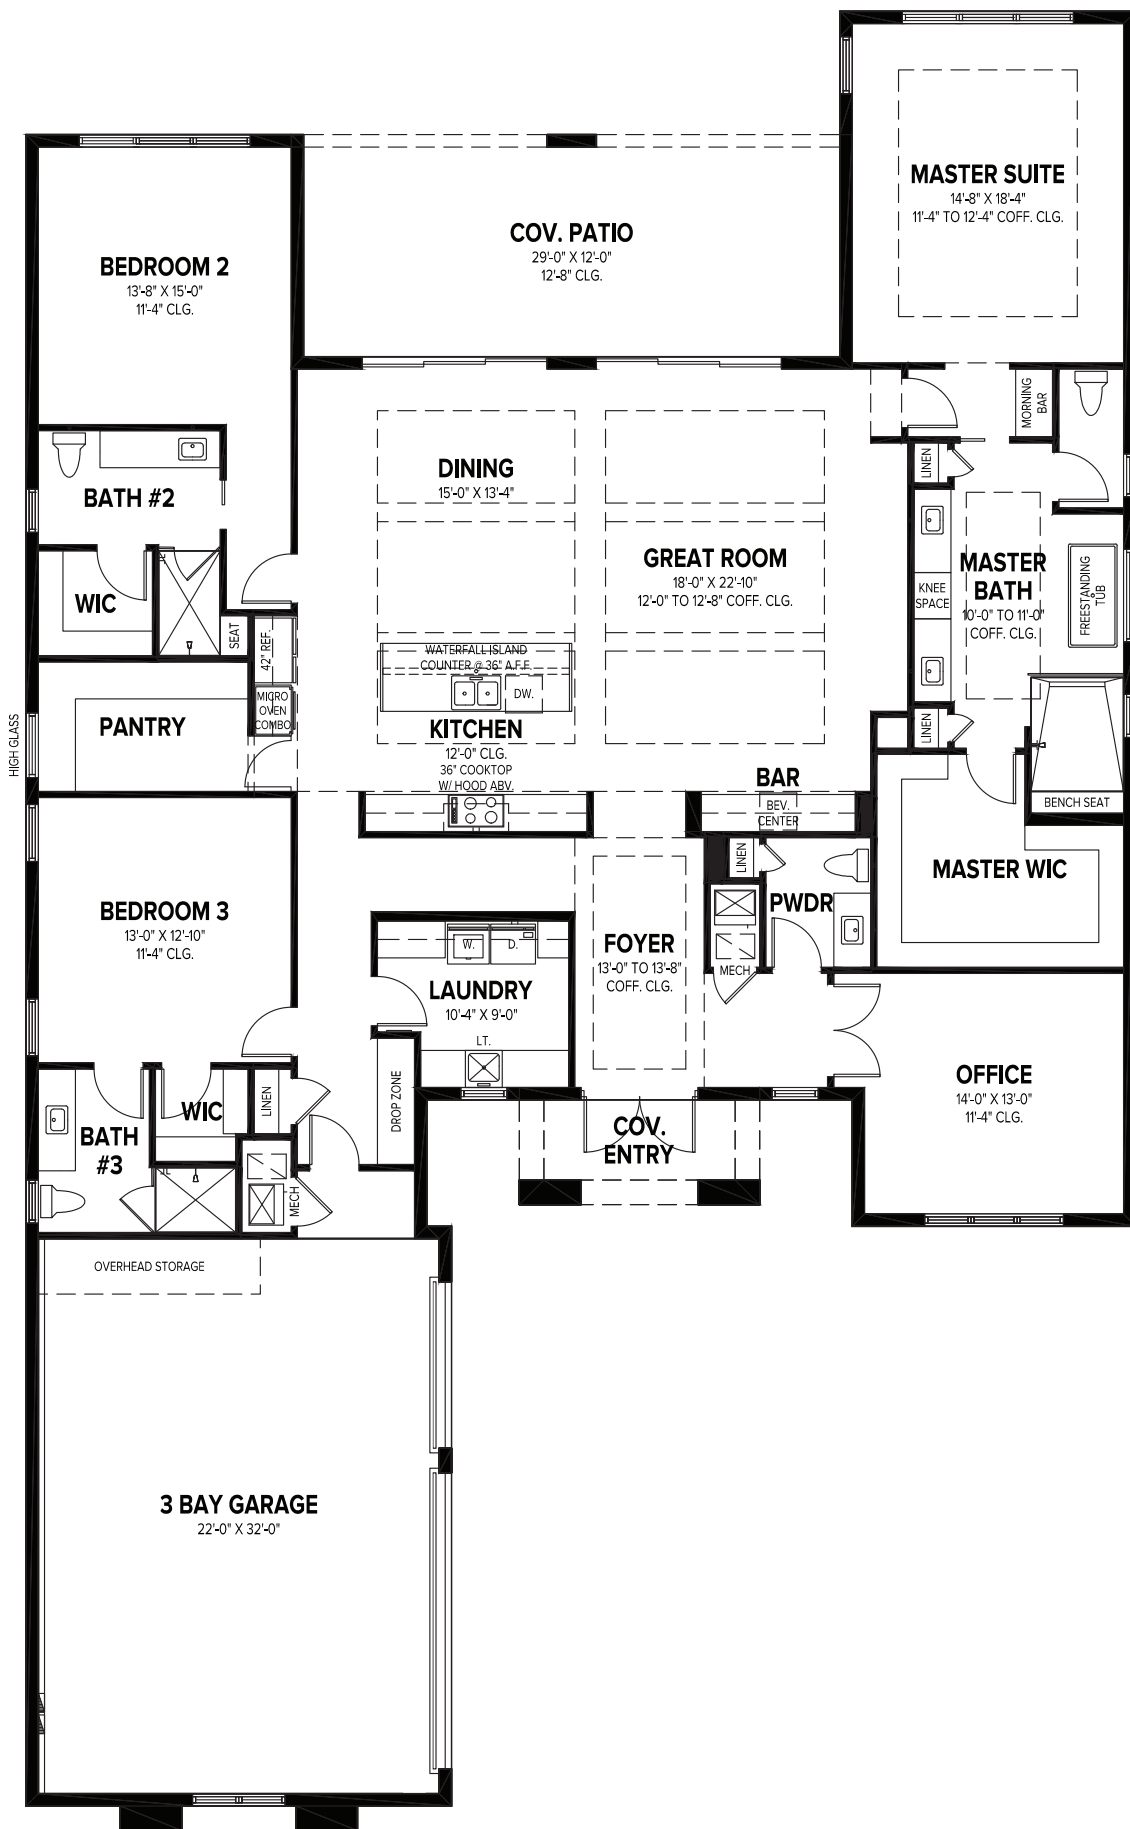 MASTER SUITE
14'-8" X 18'-4"
11'-4" TO 12'-4" COFF. CLG.
COV. PATIO
29'-0" X 12'-0"
12'-8" CLG.
BEDROOM 2
13'-8" X 15'-0"
11'-4" CLG.
MORNING
BAR
DINING
15'-0" X 13'-4"
LINEN
BATH #2
GREAT ROOM
18'-0" X 22'-10"
12'-0" TO 12'-8" COFF. CLG.
MASTER
BATH
10'-0" TO 11'-0"
COFF. CLG.
KNEE
SPACE
FREESTANDING
TUB
WIC
SEAT
42" REF.
WATERFALL ISLAND
COUNTER @ 36" A.F.F.
DW.
MICRO
OVEN
COMBO
PANTRY
HIGH GLASS
KITCHEN
12'-0" CLG.
36" COOKTOP
W/ HOOD ABV.
LINEN
BAR
BEV.
CENTER
BENCH SEAT
LINEN
MASTER WIC
PWDR
BEDROOM 3
13'-0" X 12'-10"
11'-4" CLG.
W.
D.
FOYER
13'-0" TO 13'-8"
COFF. CLG.
MECH
LAUNDRY
10'-4" X 9'-0"
LT.
OFFICE
14'-0" X 13'-0"
11'-4" CLG.
WIC
LINEN
DROP ZONE
BATH
#3
COV.
ENTRY
MECH
OVERHEAD STORAGE
3 BAY GARAGE
22'-0" X 32'-0"